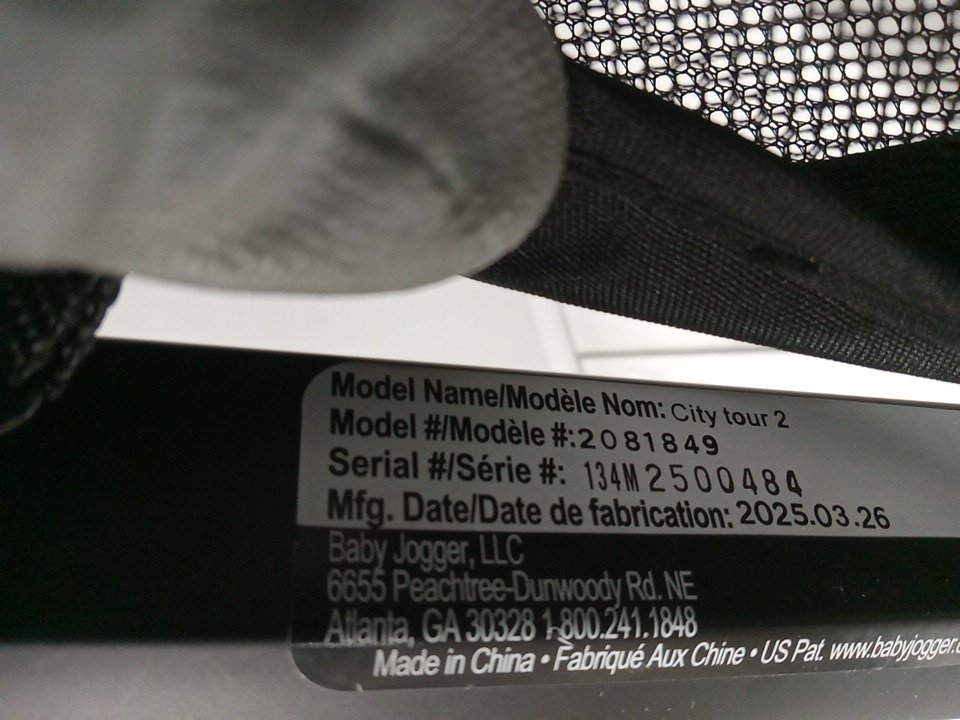 Model Name/Modèle Nom: City tour 2
Model #/Modèle #:2081849
Serial #/Série #: 134M2500484
Mfg. Date/Date de fabrication: 2025.03.26
Baby Jogger, LLC
6655 Peachtree-Dunwoody Rd. NE
Atlanta, GA 30328 1-800.241.1848
Made in China • Fabriqué Aux Chine • US Pat. www.babyjogger.c